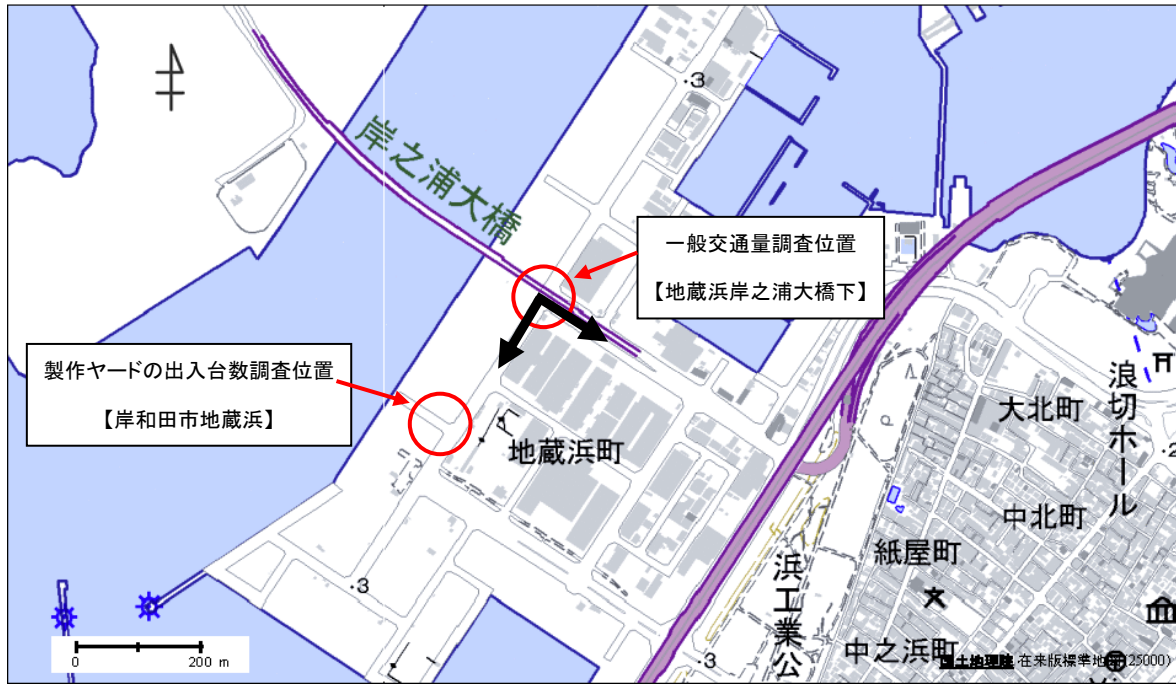 ・3
岸之浦大橋
一般交通量調査位置
【地蔵浜岸之浦大橋下】
製作ヤードの出入台数調査位置
【岸和田市地蔵浜】
地蔵浜町
浪切ホール
大北町
中北町
紙屋町
浜工業公
中之浜町
・3
・3
・2
0 200 m
国土地理院 在来版標準地図(25000)